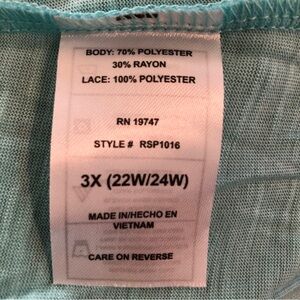 BODY: 70% POLYESTER
30% RAYON
LACE: 100% POLYESTER
RN 19747
STYLE # RSP1016
3X (22W/24W)
MADE IN/HECHO EN
VIETNAM
CARE ON REVERSE